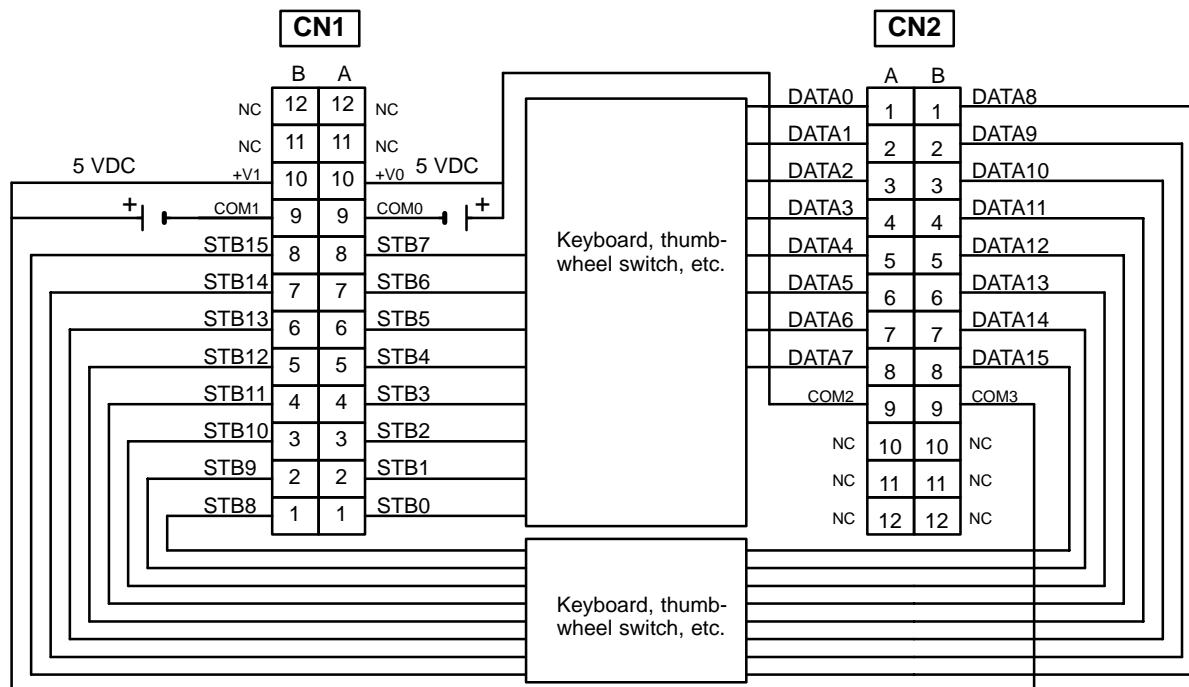 CN1
CN2
B A
A B
NC 12 12 NC
NC 11 11 NC
5 VDC +V1 10 10 +V0 5 VDC
+ COM1 9 9 COM0 +
STB15 8 8 STB7
STB14 7 7 STB6
STB13 6 6 STB5
STB12 5 5 STB4
STB11 4 4 STB3
STB10 3 3 STB2
STB9 2 2 STB1
STB8 1 1 STB0
Keyboard, thumb-
wheel switch, etc.
DATA0 1 1 DATA8
DATA1 2 2 DATA9
DATA2 3 3 DATA10
DATA3 4 4 DATA11
DATA4 5 5 DATA12
DATA5 6 6 DATA13
DATA6 7 7 DATA14
DATA7 8 8 DATA15
COM2 9 9 COM3
NC 10 10 NC
NC 11 11 NC
NC 12 12 NC
Keyboard, thumb-
wheel switch, etc.